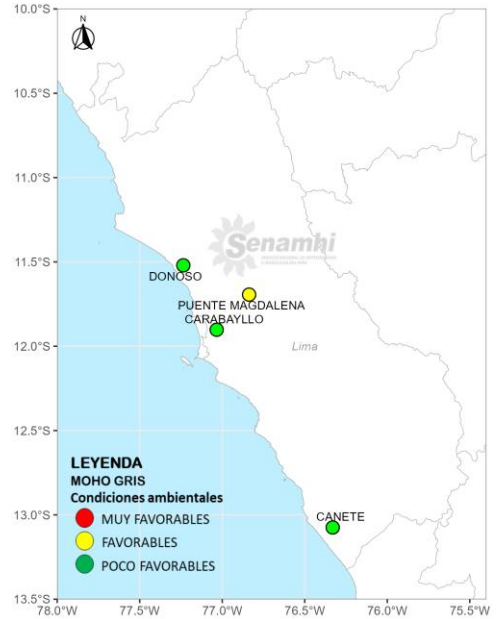 10.0°S
N
10.5°S
11.0°S
11.5°S
12.0°S
12.5°S
13.0°S
13.5°S
Senamhi
DONOSO
PUENTE MAGDALENA
CARABAYLLO
Lima
CANETE
LEYENDA
MOHO GRIS
Condiciones ambientales
MUY FAVORABLES
FAVORABLES
POCO FAVORABLES
78.0°W 77.5°W 77.0°W 76.5°W 76.0°W 75.5°W